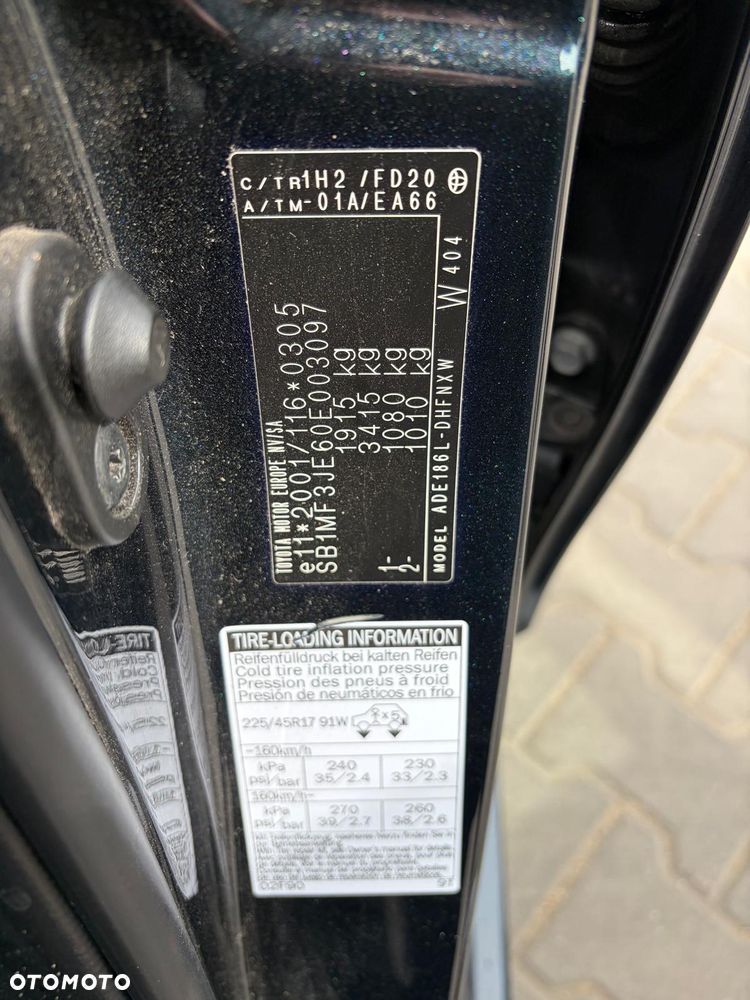 C/TR 1H2 /FD20
A/TM-01A/EA66
W 404
TOYOTA MOTOR EUROPE NV/SA
e11*2001/116*0305
SB1MF3JE60E003097
1915 kg
3415 kg
1- 1080 kg
2- 1010 kg
MODEL ADE186L-DHFNXW
TIRE-LOADING INFORMATION
Reifenfülldruck bei kalten Reifen
Cold tire inflation pressure
Pression des pneus à froid
Presión de neumáticos en frio
225/45R17 91W x5
-160km/h
kPa 240 230
psi/bar 35/2.4 33/2.3
160km/h-
kPa 270 260
psi/bar 39/2.7 38/2.6
02F90 9T
OTOMOTO